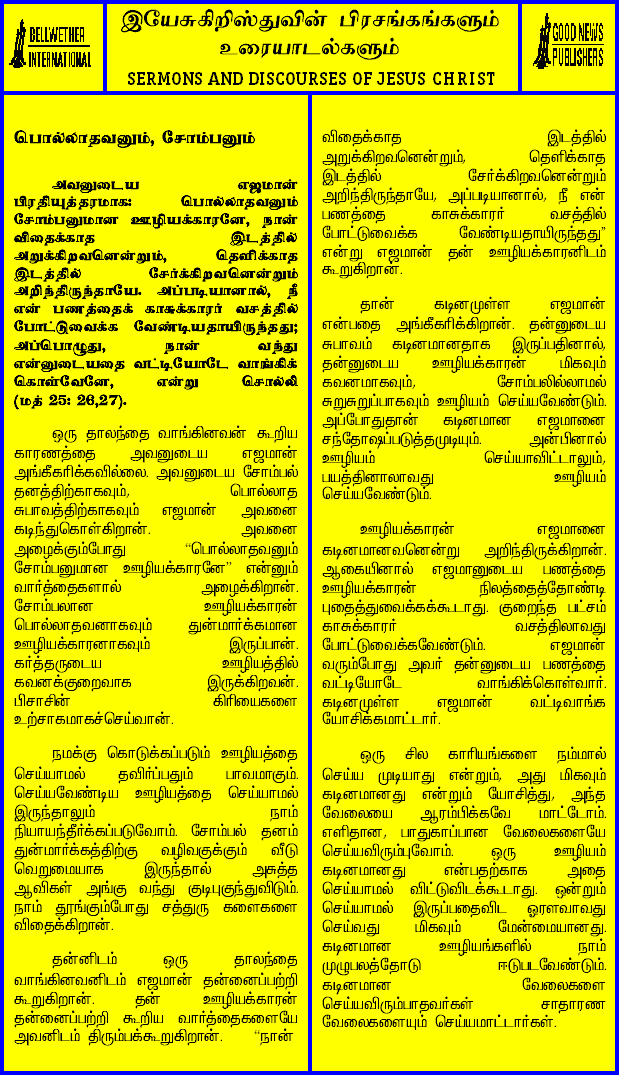 BELLWETHER
INTERNATIONAL
இயேசுகிறிஸ்துவின் பிரசங்கங்களும்
உரையாடல்களும்
SERMONS AND DISCOURSES OF JESUS CHRIST
GOOD NEWS
PUBLISHERS
பொல்லாதவனும், சோம்பனும்
அவனுடைய எஜமான்
பிரதியுத்தரமாக: பொல்லாதவனும்
சோம்பனுமான ஊழியக்காரனே, நான்
விதைக்காத இடத்தில்
அறுக்கிறவனென்றும், தெளிக்காத
இடத்தில் சேர்க்கிறவனென்றும்
அறிந்திருந்தாயே. அப்படியானால், நீ
என் பணத்தைக் காசுக்காரர் வசத்தில்
போட்டுவைக்க வேண்டியதாயிருந்தது;
அப்பொழுது, நான் வந்து
என்னுடையதை வட்டியோடே வாங்கிக்
கொள்வேனே, என்று சொல்லி
(மத் 25: 26,27).
ஒரு தாலந்தை வாங்கினவன் கூறிய
காரணத்தை அவனுடைய எஜமான்
அங்கீகரிக்கவில்லை. அவனுடைய சோம்பல்
தனத்திற்காகவும், பொல்லாத
சுபாவத்திற்காகவும் எஜமான் அவனை
கடிந்துகொள்கிறான். அவனை
அழைக்கும்போது “பொல்லாதவனும்
சோம்பனுமான ஊழியக்காரனே” என்னும்
வார்த்தைகளால் அழைக்கிறான்.
சோம்பலான ஊழியக்காரன்
பொல்லாதவனாகவும் துன்மார்க்கமான
ஊழியக்காரனாகவும் இருப்பான்.
கர்த்தருடைய ஊழியத்தில்
கவனக்குறைவாக இருக்கிறவன்.
பிசாசின் கிரியைகளை
உற்சாகமாகச்செய்வான்.
நமக்கு கொடுக்கப்படும் ஊழியத்தை
செய்யாமல் தவிர்ப்பதும் பாவமாகும்.
செய்யவேண்டிய ஊழியத்தை செய்யாமல்
இருந்தாலும் நாம்
நியாயந்தீர்க்கப்படுவோம். சோம்பல் தனம்
துன்மார்க்கத்திற்கு வழிவகுக்கும் வீடு
வெறுமையாக இருந்தால் அசுத்த
ஆவிகள் அங்கு வந்து குடிபுகுந்துவிடும்.
நாம் தூங்கும்போது சத்துரு களைகளை
விதைக்கிறான்.
தன்னிடம் ஒரு தாலந்தை
வாங்கினவனிடம் எஜமான் தன்னைப்பற்றி
கூறுகிறான். தன் ஊழியக்காரன்
தன்னைப்பற்றி கூறிய வார்த்தைகளையே
அவனிடம் திரும்பக்கூறுகிறான். “நான்
விதைக்காத இடத்தில்
அறுக்கிறவனென்றும், தெளிக்காத
இடத்தில் சேர்க்கிறவனென்றும்
அறிந்திருந்தாயே, அப்படியானால், நீ என்
பணத்தை காசுக்காரர் வசத்தில்
போட்டுவைக்க வேண்டியதாயிருந்தது”
என்று எஜமான் தன் ஊழியக்காரனிடம்
கூறுகிறான்.
தான் கடினமுள்ள எஜமான்
என்பதை அங்கீகரிக்கிறான். தன்னுடைய
சுபாவம் கடினமானதாக இருப்பதினால்,
தன்னுடைய ஊழியக்காரன் மிகவும்
கவனமாகவும், சோம்பலில்லாமல்
சுறுசுறுப்பாகவும் ஊழியம் செய்யவேண்டும்.
அப்போதுதான் கடினமான எஜமானை
சந்தோஷப்படுத்தமுடியும். அன்பினால்
ஊழியம் செய்யாவிட்டாலும்,
பயத்தினாலாவது ஊழியம்
செய்யவேண்டும்.
ஊழியக்காரன் எஜமானை
கடினமானவனென்று அறிந்திருக்கிறான்.
ஆகையினால் எஜமானுடைய பணத்தை
ஊழியக்காரன் நிலத்தைத்தோண்டி
புதைத்துவைக்கக்கூடாது. குறைந்த பட்சம்
காசுக்காரர் வசத்திலாவது
போட்டுவைக்கவேண்டும். எஜமான்
வரும்போது அவர் தன்னுடைய பணத்தை
வட்டியோடே வாங்கிக்கொள்வார்.
கடினமுள்ள எஜமான் வட்டிவாங்க
யோசிக்கமாட்டார்.
ஒரு சில காரியங்களை நம்மால்
செய்ய முடியாது என்றும், அது மிகவும்
கடினமானது என்றும் யோசித்து, அந்த
வேலையை ஆரம்பிக்கவே மாட்டோம்.
எளிதான, பாதுகாப்பான வேலைகளையே
செய்யவிரும்புவோம். ஒரு ஊழியம்
கடினமானது என்பதற்காக அதை
செய்யாமல் விட்டுவிடக்கூடாது. ஒன்றும்
செய்யாமல் இருப்பதைவிட ஓரளவாவது
செய்வது மிகவும் மேன்மையானது.
கடினமான ஊழியங்களில் நாம்
முழுபலத்தோடு ஈடுபடவேண்டும்.
கடினமான வேலைகளை
செய்யவிரும்பாதவர்கள் சாதாரண
வேலைகளையும் செய்யமாட்டார்கள்.